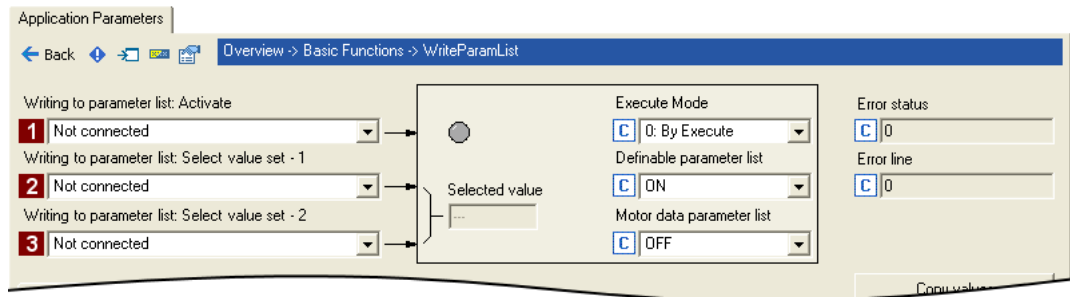 Application Parameters
Back Overview -> Basic Functions -> WriteParamList
Writing to parameter list: Activate
1 Not connected
Writing to parameter list: Select value set - 1
2 Not connected
Writing to parameter list: Select value set - 2
3 Not connected
Selected value
---
Execute Mode
C 0: By Execute
Definable parameter list
C ON
Motor data parameter list
C OFF
Error status
C 0
Error line
C 0
Copy